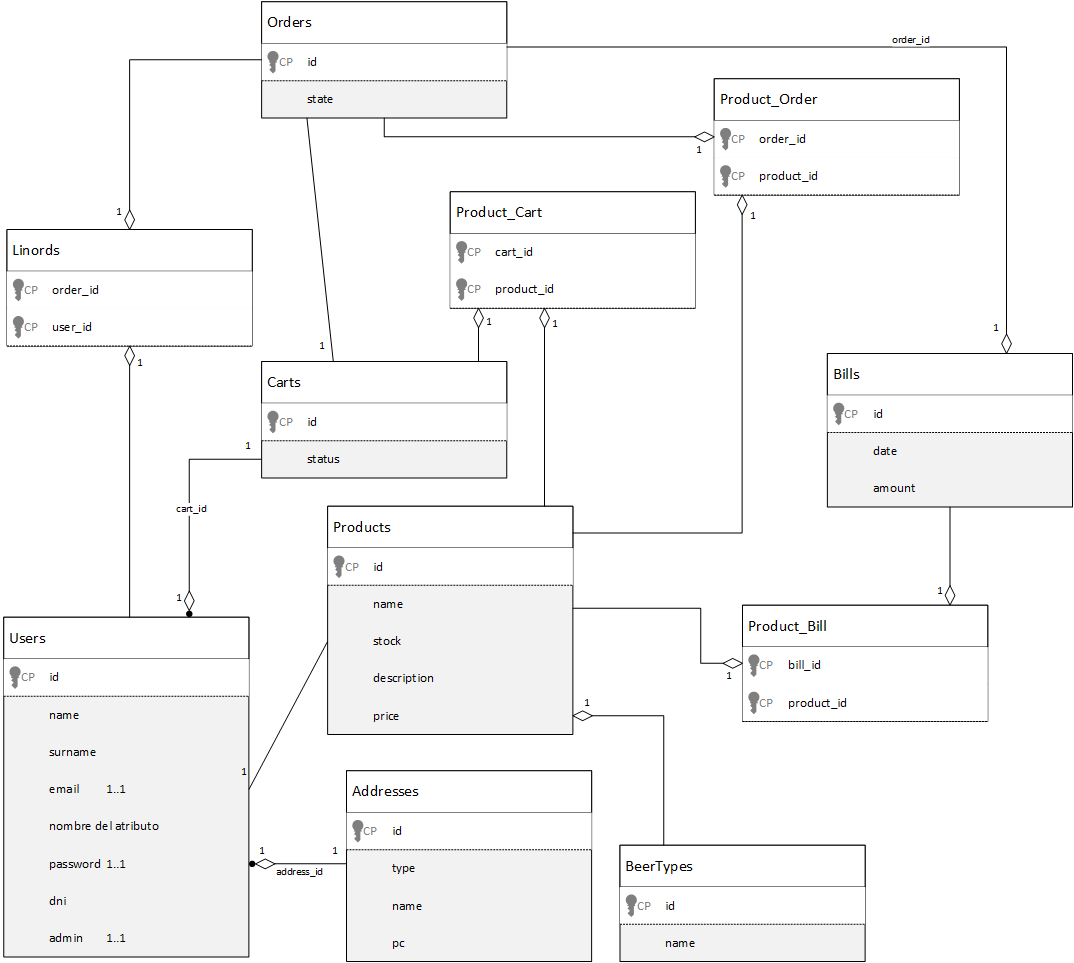 Orders
CP id
state
order_id
Product_Order
CP order_id
CP product_id
1
1
Product_Cart
CP cart_id
CP product_id
1
1
1
Linords
CP order_id
CP user_id
1
1
Carts
CP id
status
1
cart_id
1
1
Bills
CP id
date
amount
Products
CP id
name
stock
description
price
1
Users
CP id
name
surname
email 1..1
nombre del atributo
password 1..1
dni
admin 1..1
1
Product_Bill
CP bill_id
CP product_id
1
1
Addresses
CP id
type
name
pc
1
1
address_id
BeerTypes
CP id
name